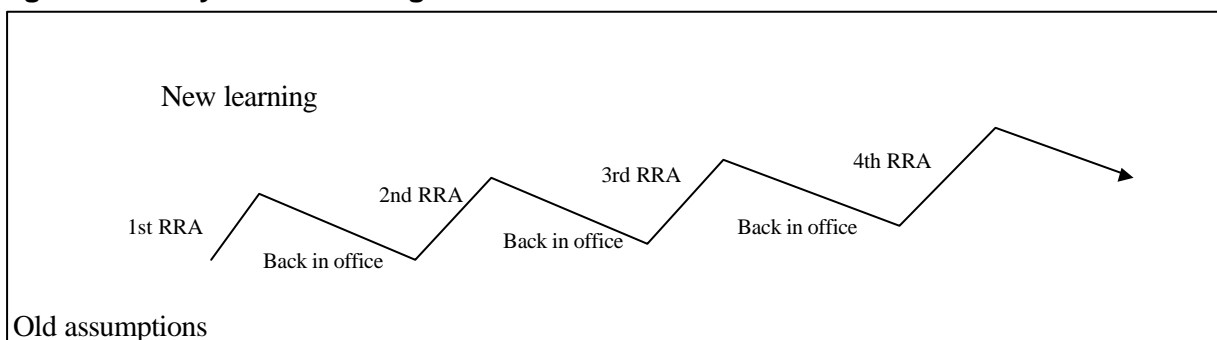 New learning
4th RRA
3rd RRA
2nd RRA
1st RRA
Back in office
Back in office
Back in office
Old assumptions